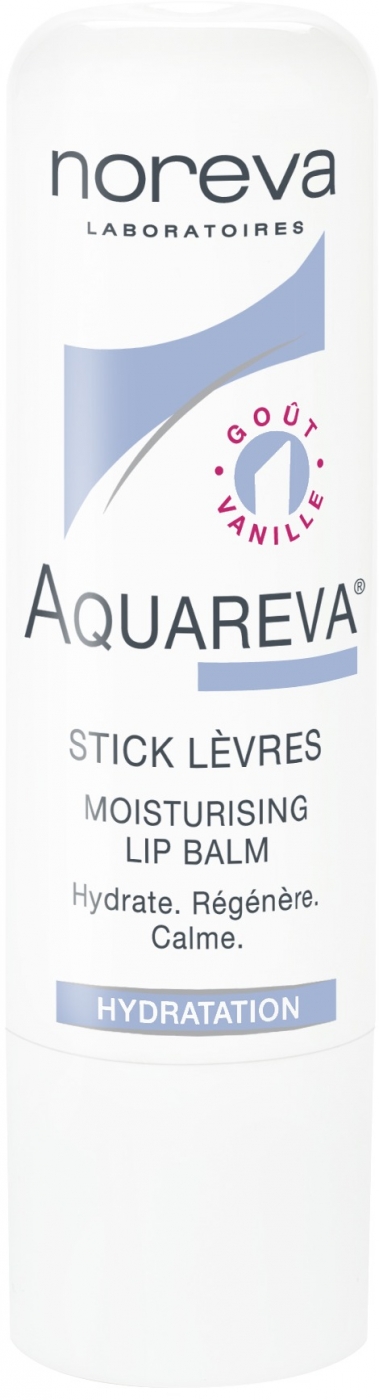 noreva
LABORATOIRES
GOÛT
VANILLE
AQUAREVA®
STICK LÈVRES
MOISTURISING
LIP BALM
Hydrate. Régénère.
Calme.
HYDRATATION